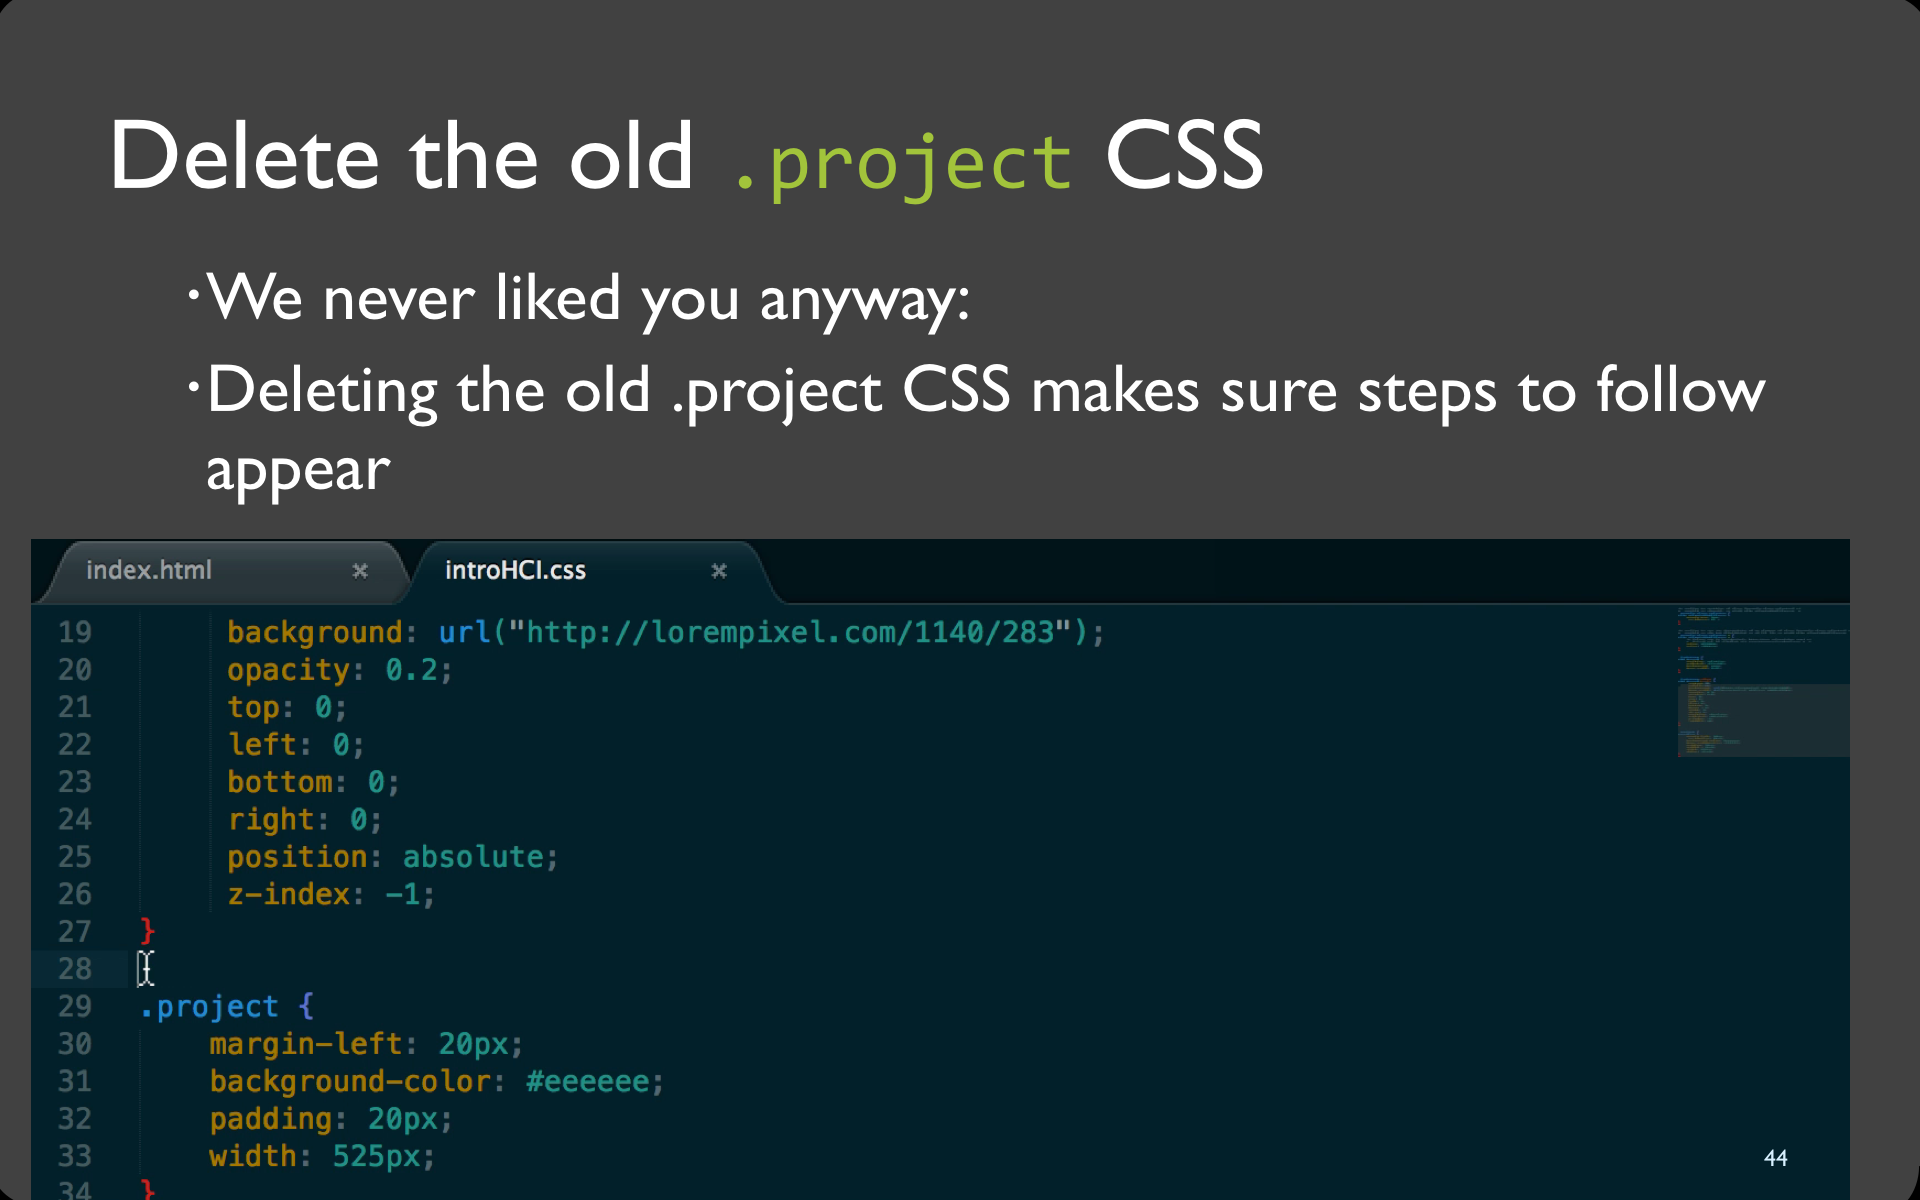 Delete the old .project CSS
•We never liked you anyway:
•Deleting the old .project CSS makes sure steps to follow
appear
index.html × introHCI.css ×
19 background: url("http://lorempixel.com/1140/283");
20 opacity: 0.2;
21 top: 0;
22 left: 0;
23 bottom: 0;
24 right: 0;
25 position: absolute;
26 z-index: -1;
27 }
28
29 .project {
30 margin-left: 20px;
31 background-color: #eeeeee;
32 padding: 20px;
33 width: 525px;
34 }
44